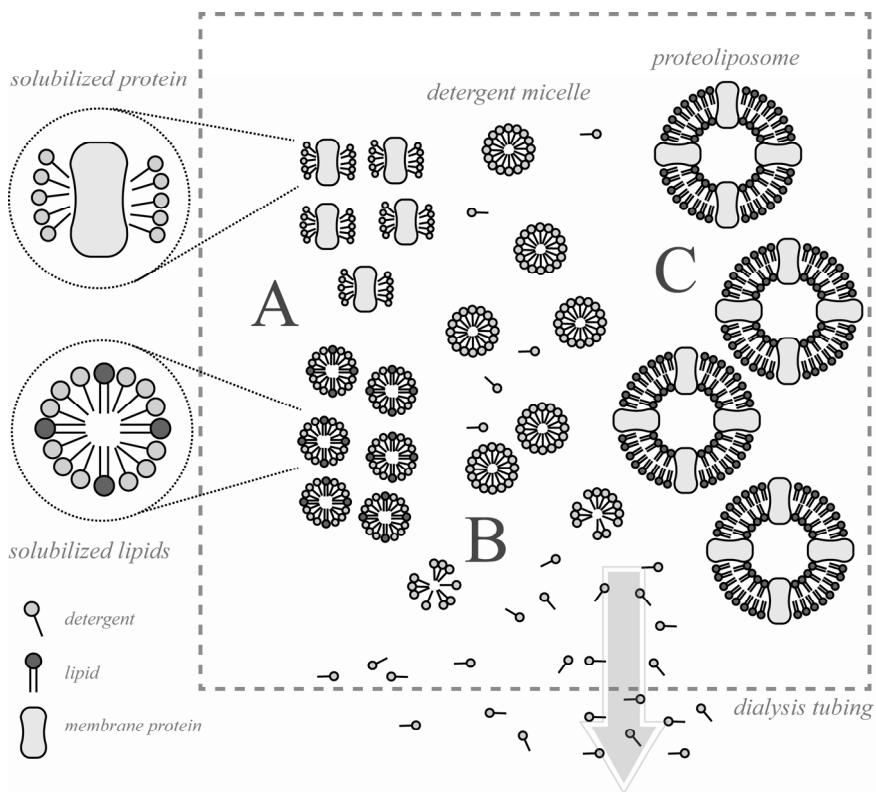 solubilized protein
detergent micelle
proteoliposome
A
C
B
solubilized lipids
detergent
lipid
membrane protein
dialysis tubing